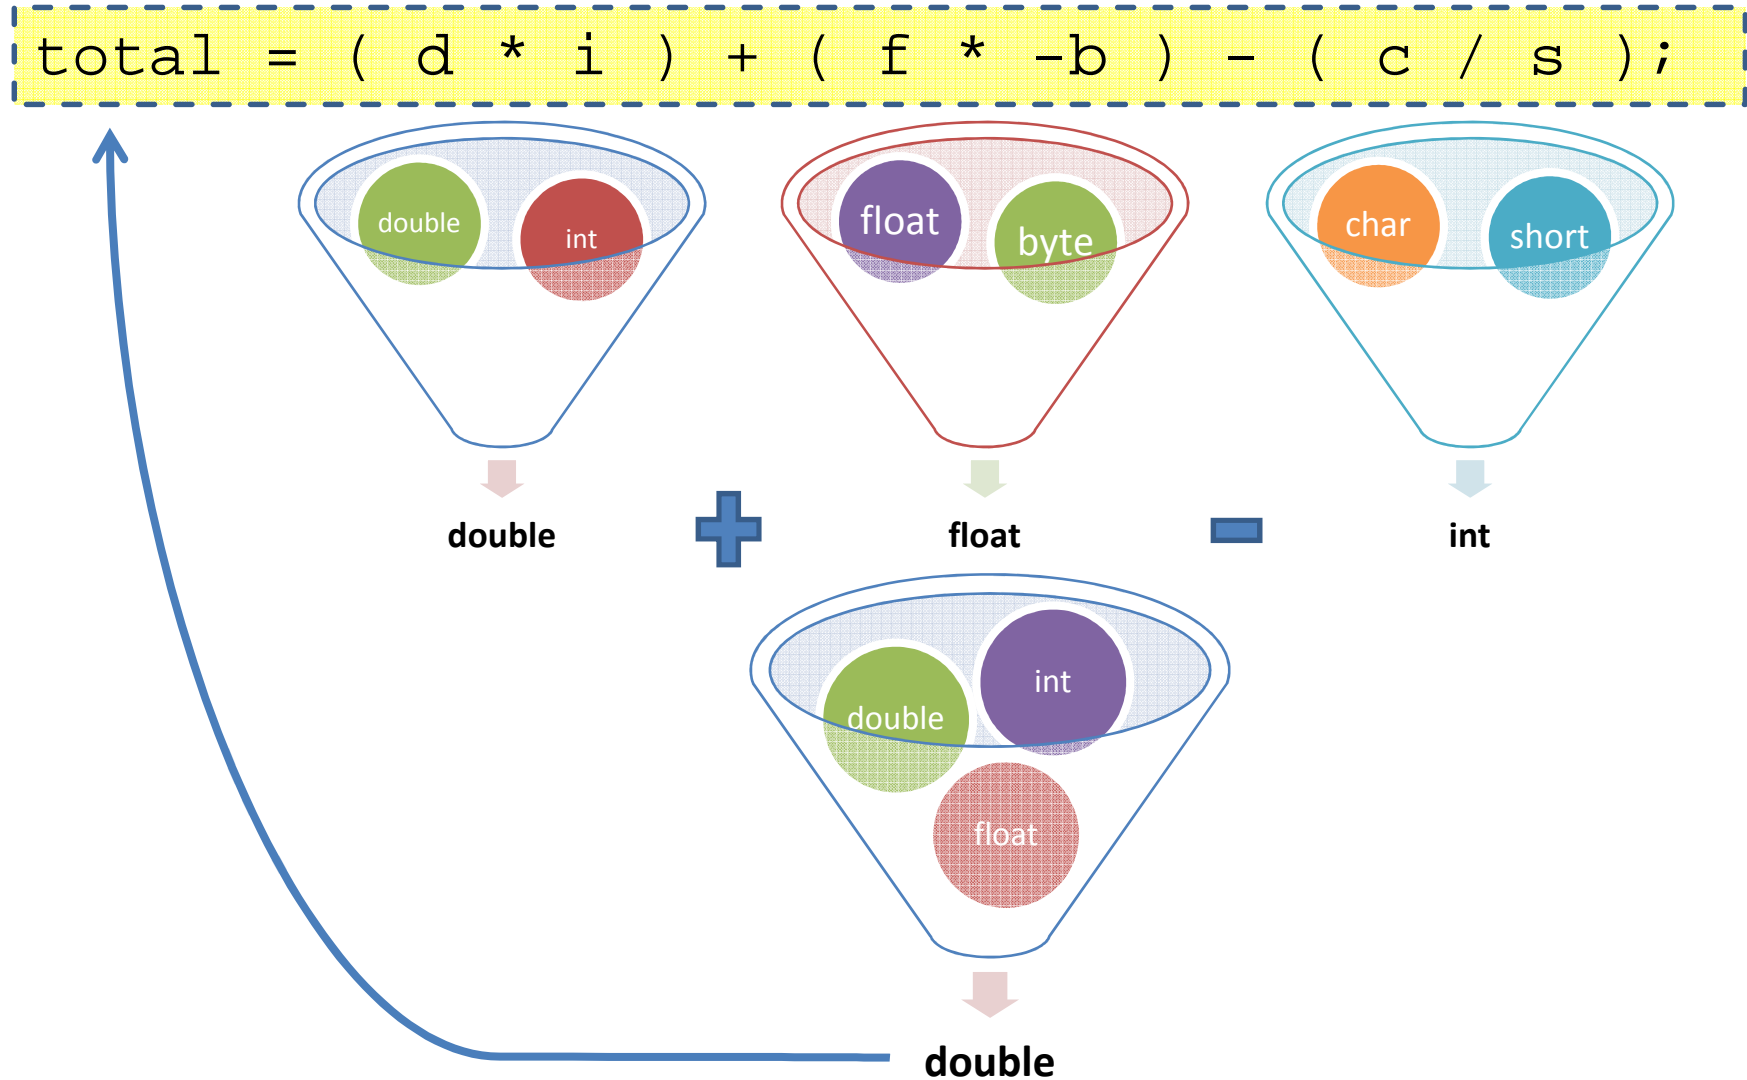 total = ( d * i ) + ( f * -b ) - ( c / s );
double int
float byte
char short
double float int
int
double
float
double